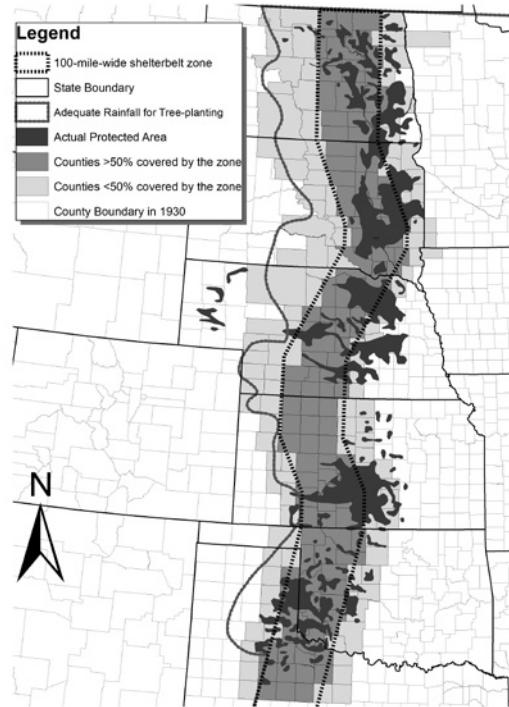 Legend
100-mile-wide shelterbelt zone
State Boundary
Adequate Rainfall for Tree-planting
Actual Protected Area
Counties >50% covered by the zone
Counties <50% covered by the zone
County Boundary in 1930
N